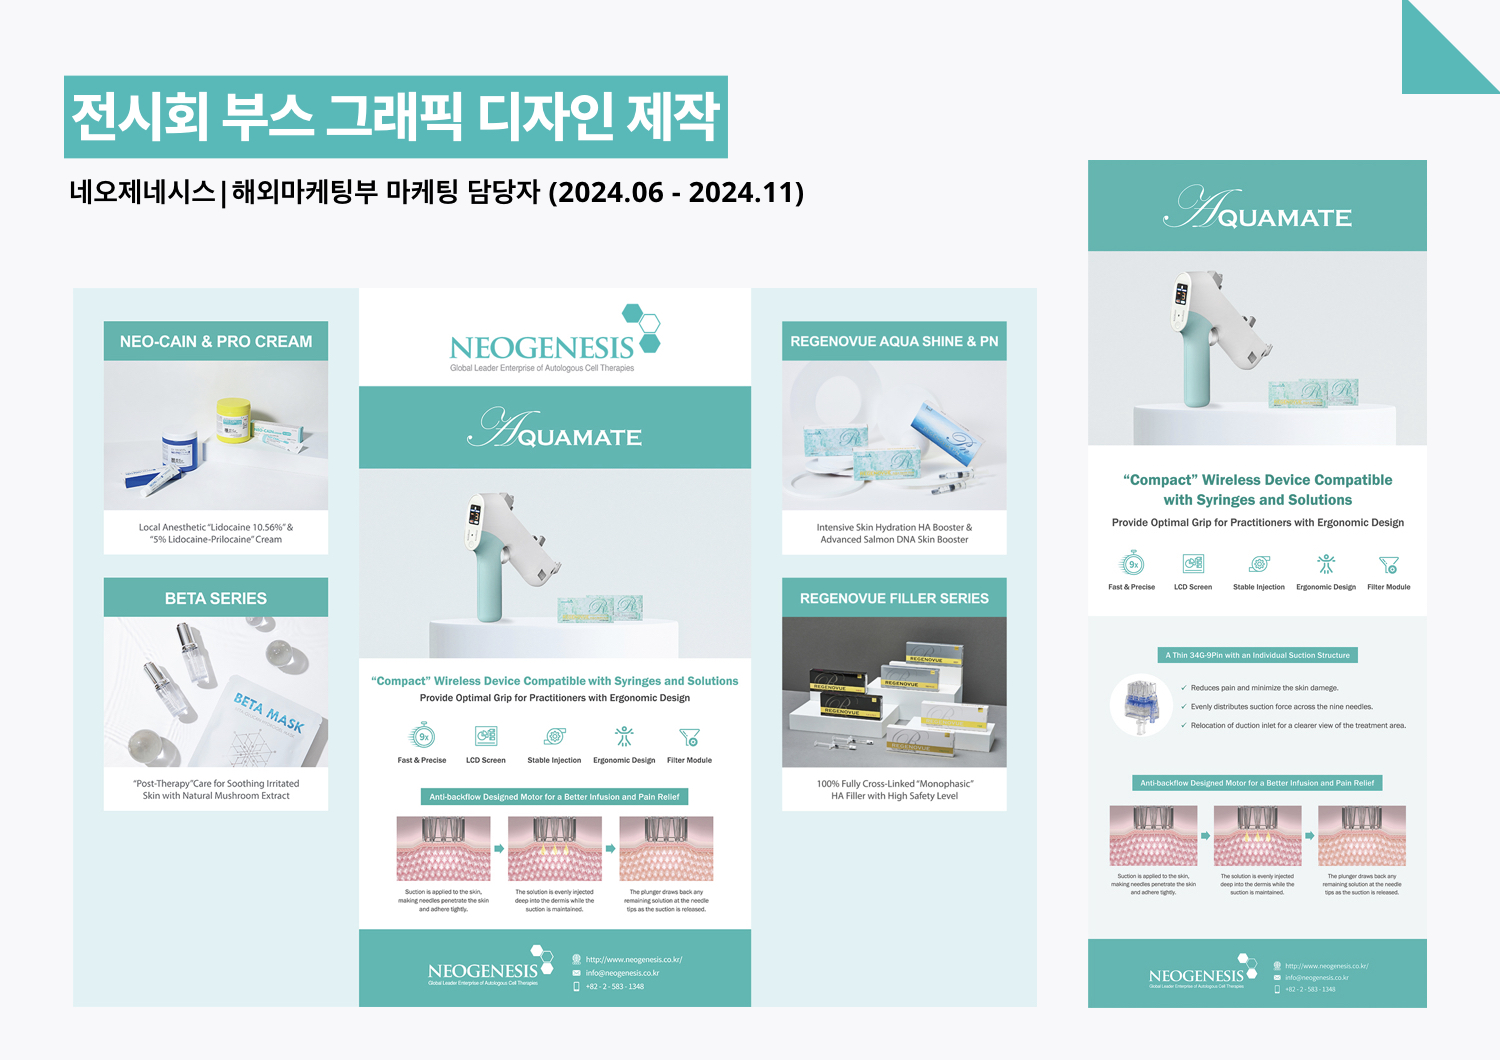 전시회 부스 그래픽 디자인 제작
네오제네시스|해외마케팅부 마케팅 담당자 (2024.06 - 2024.11)
NEO-CAIN & PRO CREAM
Local Anesthetic “Lidocaine 10.56%” &
“5% Lidocaine-Prilocaine” Cream
BETA SERIES
BETA MASK
“Post-Therapy”Care for Soothing Irritated
Skin with Natural Mushroom Extract
NEOGENESIS
Global Leader Enterprise of Autologous Cell Therapies
AQUAMATE
“Compact” Wireless Device Compatible with Syringes and Solutions
Provide Optimal Grip for Practitioners with Ergonomic Design
9x
Fast & Precise
LCD Screen
Stable Injection
Ergonomic Design
Filter Module
Anti-backflow Designed Motor for a Better Infusion and Pain Relief
Suction is applied to the skin,
making needles penetrate the skin
and adhere tightly.
The solution is evenly injected
deep into the dermis while the
suction is maintained.
The plunger draws back any
remaining solution at the needle
tips as the suction is released.
NEOGENESIS
Global Leader Enterprise of Autologous Cell Therapies
http://www.neogenesis.co.kr/
info@neogenesis.co.kr
+82 - 2 - 583 - 1348
REGENOVUE AQUA SHINE & PN
Pn
Intensive Skin Hydration HA Booster &
Advanced Salmon DNA Skin Booster
REGENOVUE FILLER SERIES
REGENOVUE
REGENOVUE
REGENOVUE
REGENOVUE
REGENOVUE
100% Fully Cross-Linked “Monophasic”
HA Filler with High Safety Level
AQUAMATE
“Compact” Wireless Device Compatible
with Syringes and Solutions
Provide Optimal Grip for Practitioners with Ergonomic Design
9x
Fast & Precise
LCD Screen
Stable Injection
Ergonomic Design
Filter Module
A Thin 34G-9Pin with an Individual Suction Structure
✓ Reduces pain and minimize the skin damage.
✓ Evenly distributes suction force across the nine needles.
✓ Relocation of duction inlet for a clearer view of the treatment area.
Anti-backflow Designed Motor for a Better Infusion and Pain Relief
Suction is applied to the skin,
making needles penetrate the skin
and adhere tightly.
The solution is evenly injected
deep into the dermis while the
suction is maintained.
The plunger draws back any
remaining solution at the needle
tips as the suction is released.
NEOGENESIS
Global Leader Enterprise of Autologous Cell Therapies
http://www.neogenesis.co.kr/
info@neogenesis.co.kr
+82 - 2 - 583 - 1348